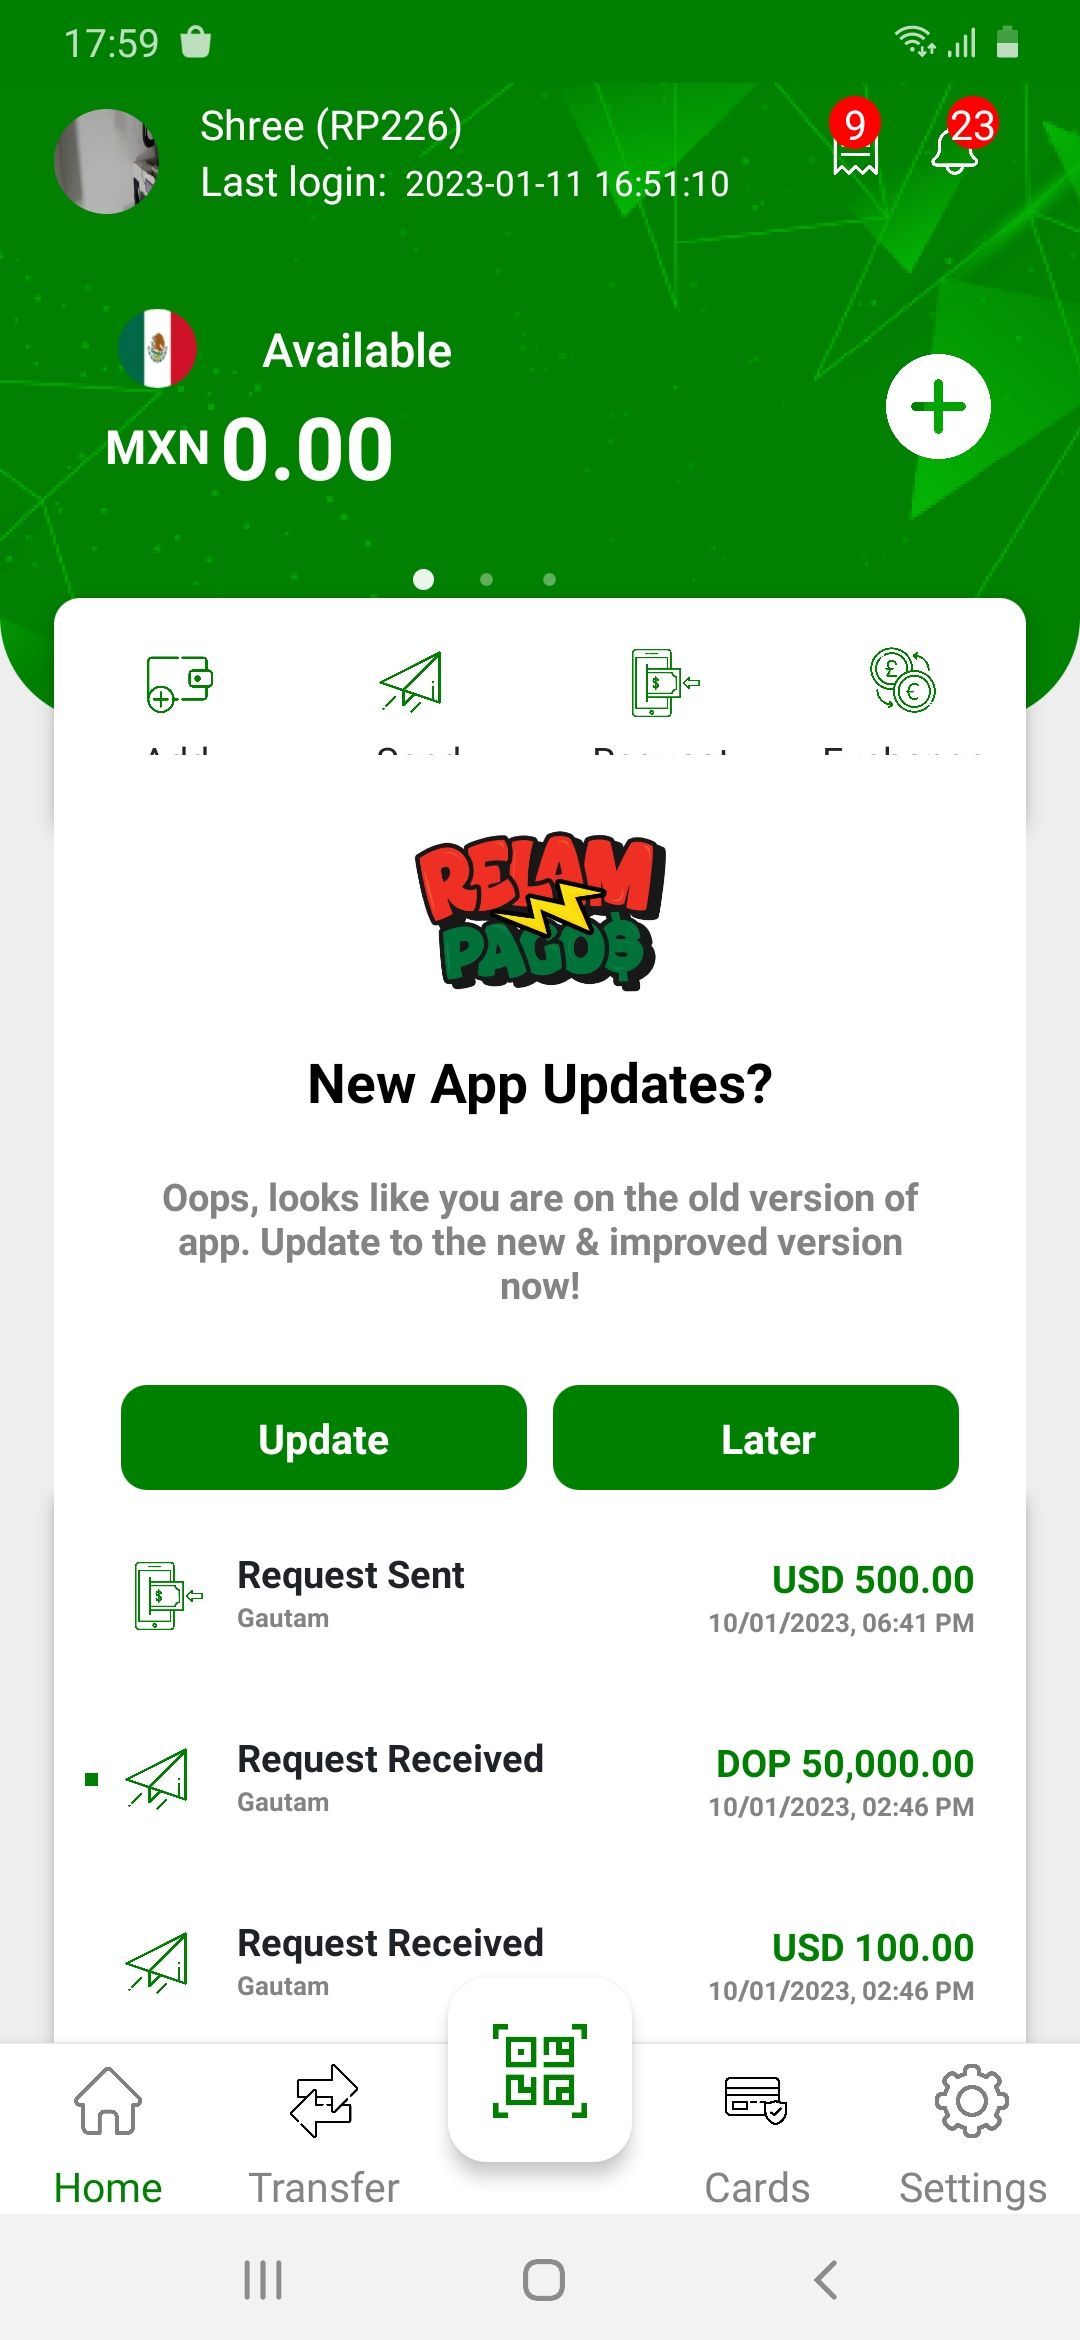 17:59
Shree (RP226)
9
23
Last login: 2023-01-11 16:51:10
Available
MXN 0.00
Add
Send
Request
Exchange
RELAM
PAGO$
New App Updates?
Oops, looks like you are on the old version of
app. Update to the new & improved version
now!
Update
Later
Request Sent
USD 500.00
Gautam
10/01/2023, 06:41 PM
Request Received
DOP 50,000.00
Gautam
10/01/2023, 02:46 PM
Request Received
USD 100.00
Gautam
10/01/2023, 02:46 PM
Home
Transfer
Cards
Settings